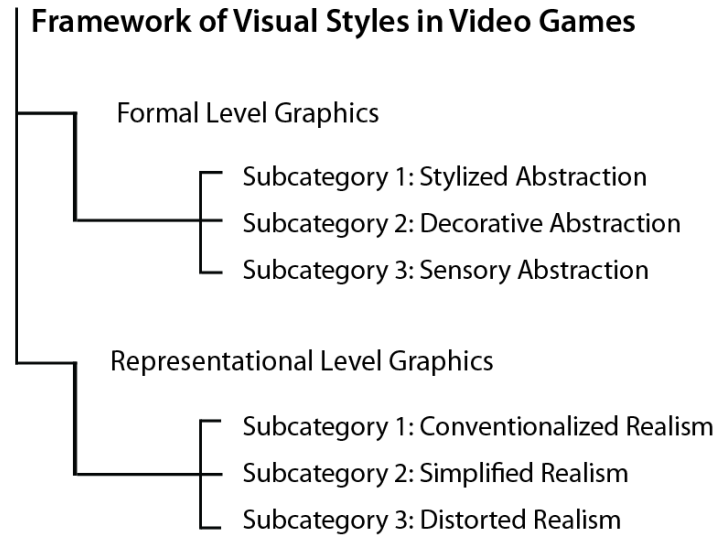 Framework of Visual Styles in Video Games
Formal Level Graphics
Subcategory 1: Stylized Abstraction
Subcategory 2: Decorative Abstraction
Subcategory 3: Sensory Abstraction
Representational Level Graphics
Subcategory 1: Conventionalized Realism
Subcategory 2: Simplified Realism
Subcategory 3: Distorted Realism